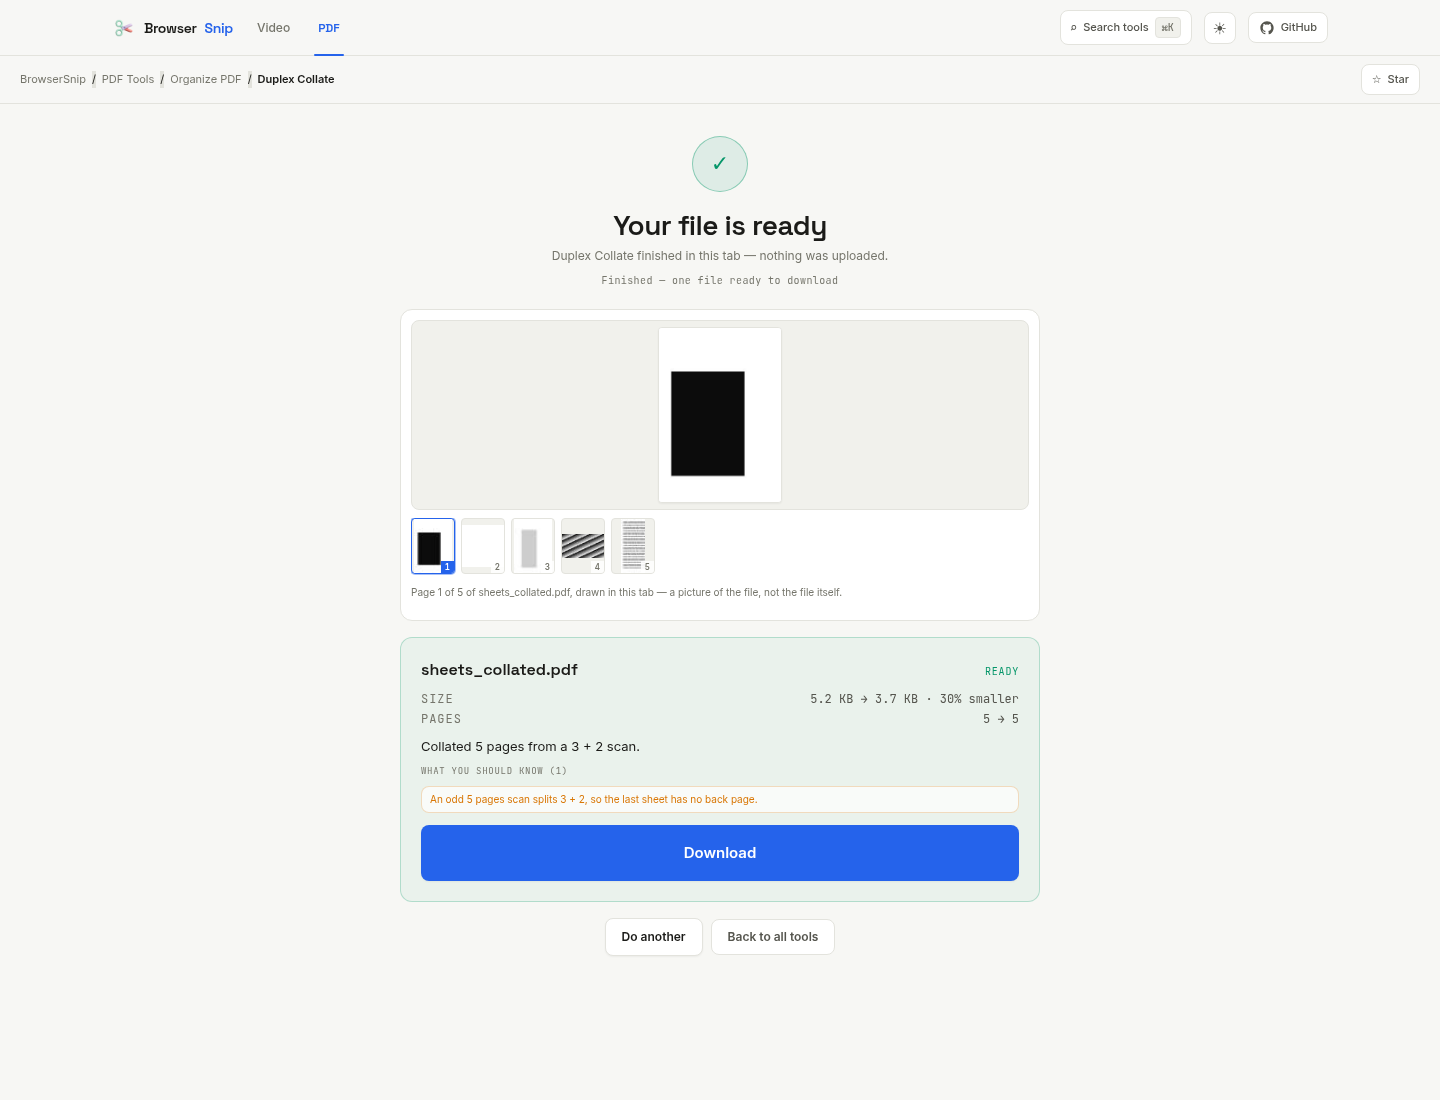 Browser Snip Video PDF Search tools ⌘K GitHub
BrowserSnip / PDF Tools / Organize PDF / Duplex Collate ☆ Star
✓
Your file is ready
Duplex Collate finished in this tab — nothing was uploaded.
Finished — one file ready to download
1 2 3 4 5
Page 1 of 5 of sheets_collated.pdf, drawn in this tab — a picture of the file, not the file itself.
sheets_collated.pdf READY
SIZE 5.2 KB → 3.7 KB · 30% smaller
PAGES 5 → 5
Collated 5 pages from a 3 + 2 scan.
WHAT YOU SHOULD KNOW (1)
An odd 5 pages scan splits 3 + 2, so the last sheet has no back page.
Download
Do another Back to all tools